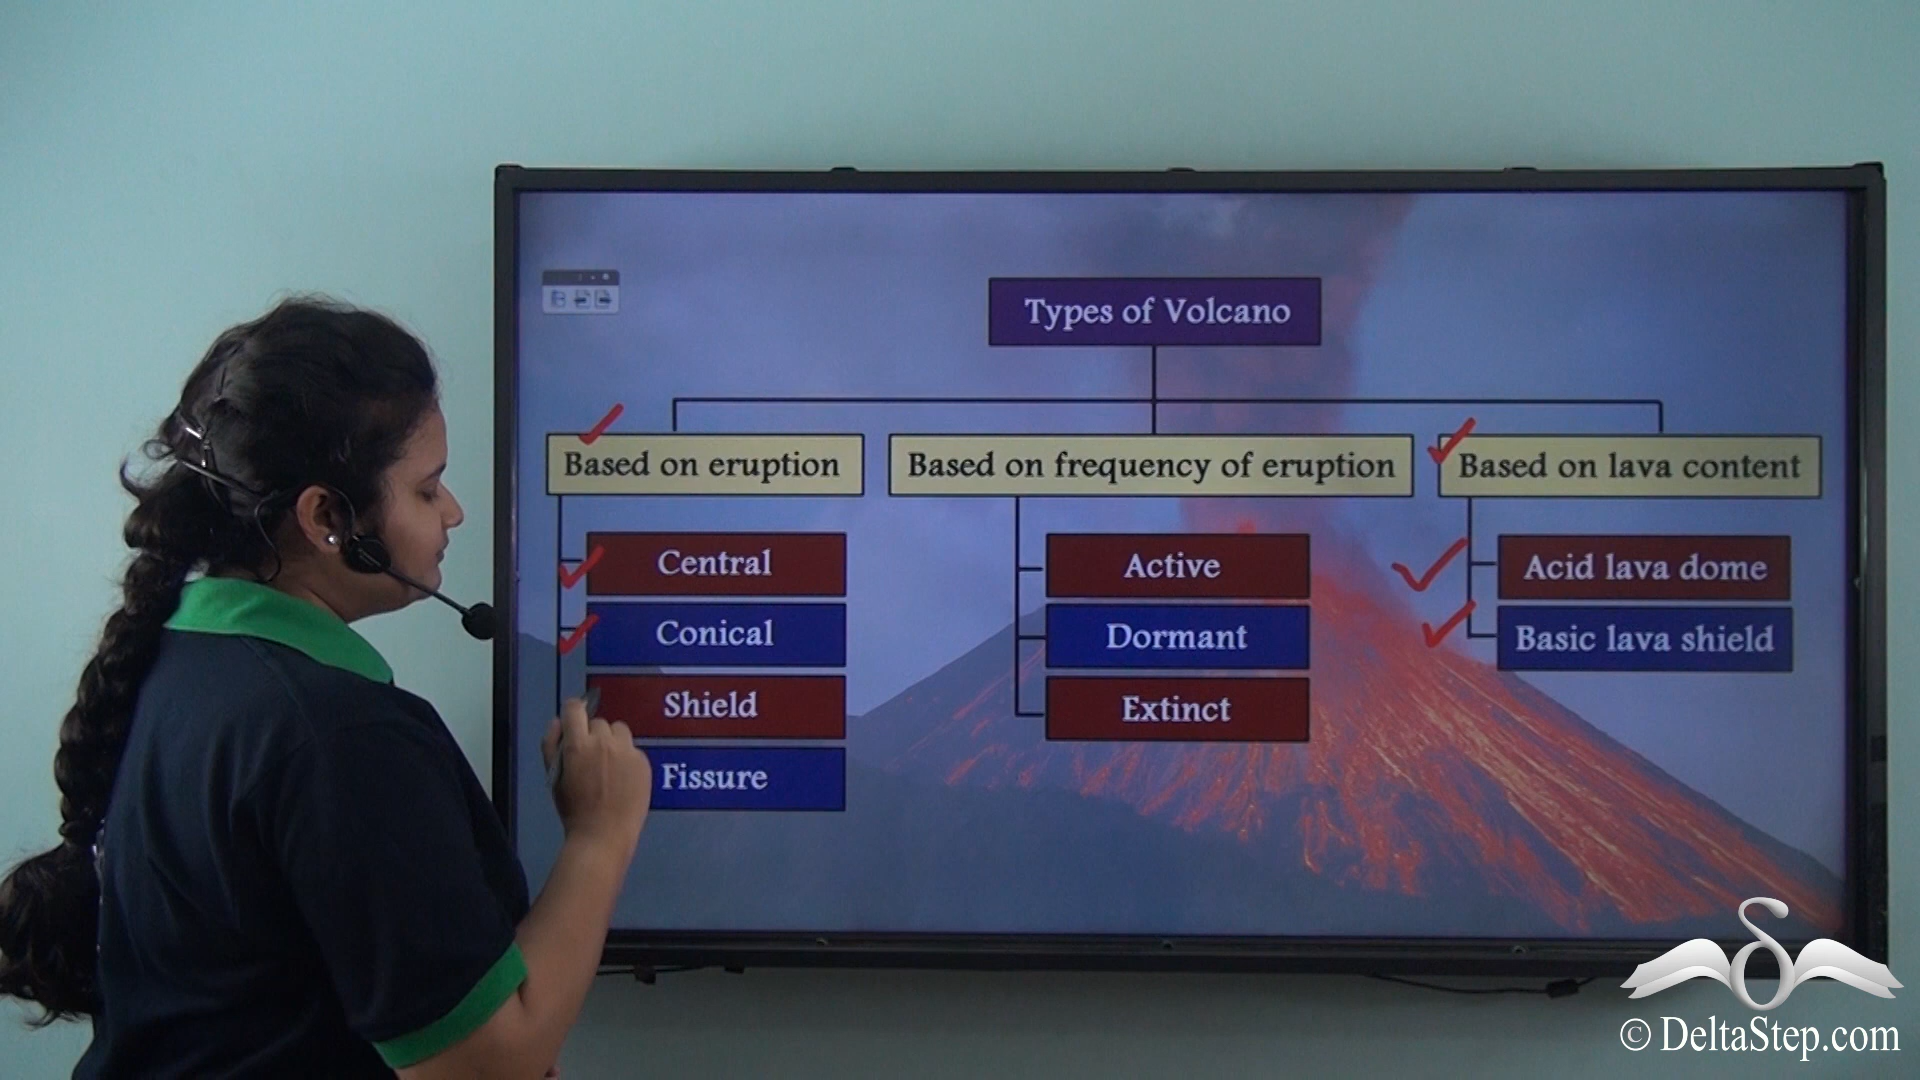 Types of Volcano
Based on eruption
Based on frequency of eruption
Based on lava content
Central
Conical
Shield
Fissure
Active
Dormant
Extinct
Acid lava dome
Basic lava shield
© DeltaStep.com